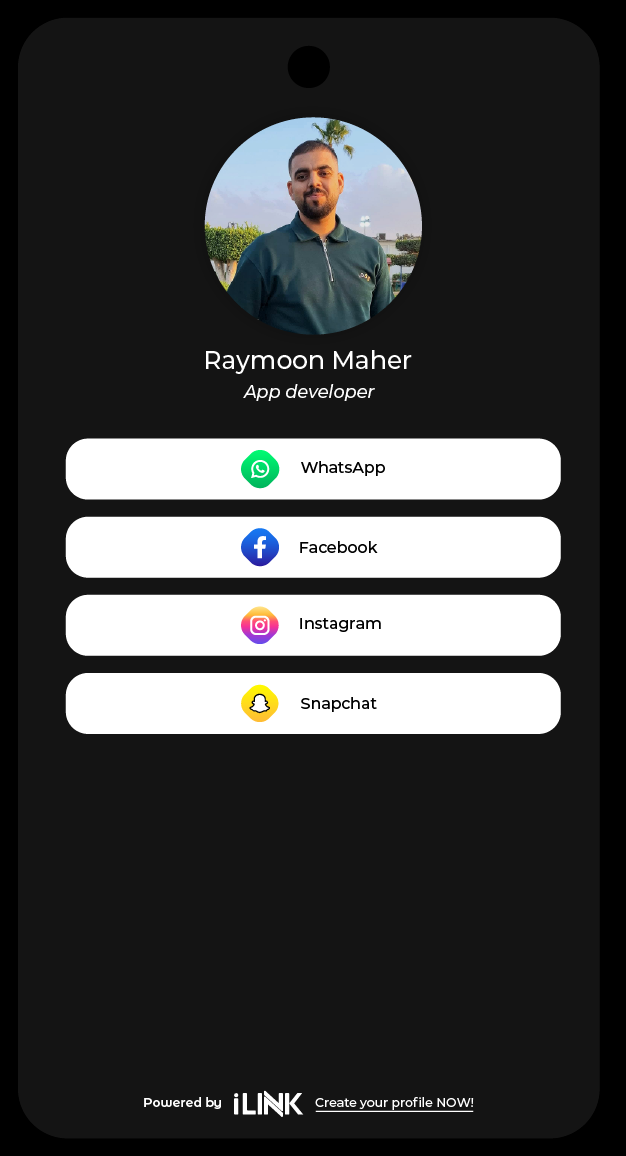 Raymoon Maher
App developer
WhatsApp
Facebook
Instagram
Snapchat
Powered by iLINK Create your profile NOW!